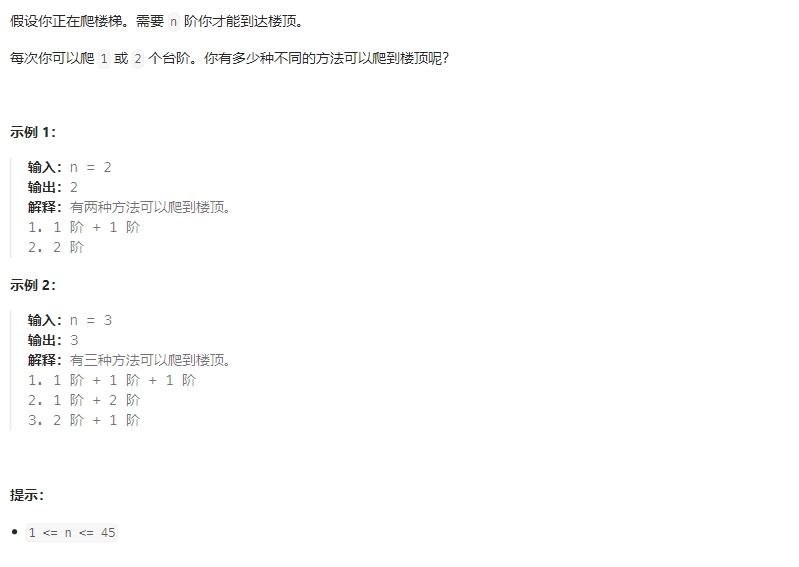 假设你正在爬楼梯。需要 n 阶你才能到达楼顶。
每次你可以爬 1 或 2 个台阶。你有多少种不同的方法可以爬到楼顶呢?
示例 1:
输入: n = 2
输出: 2
解释: 有两种方法可以爬到楼顶。
1. 1 阶 + 1 阶
2. 2 阶
示例 2:
输入: n = 3
输出: 3
解释: 有三种方法可以爬到楼顶。
1. 1 阶 + 1 阶 + 1 阶
2. 1 阶 + 2 阶
3. 2 阶 + 1 阶
提示:
• 1 <= n <= 45